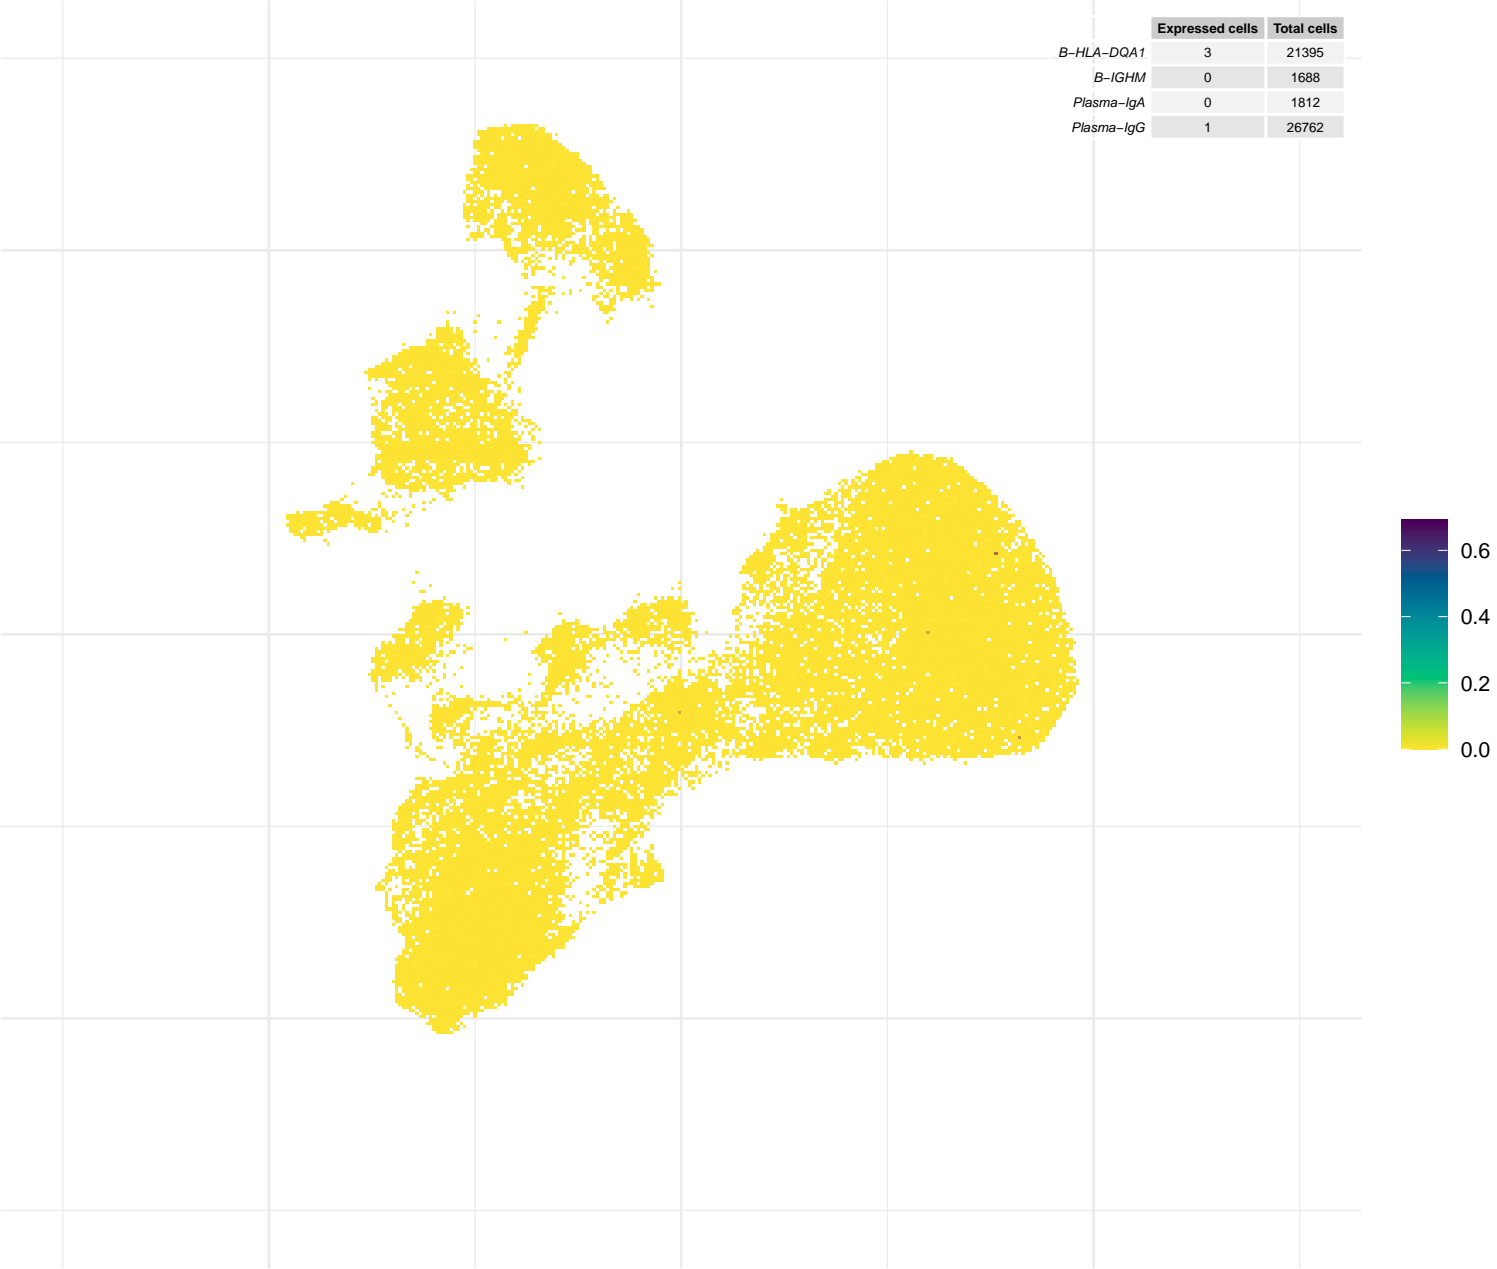 Expressed cells Total cells
B−HLA−DQA1 3 21395
B−IGHM 0 1688
Plasma−IgA 0 1812
Plasma−IgG 1 26762
0.6
0.4
0.2
0.0